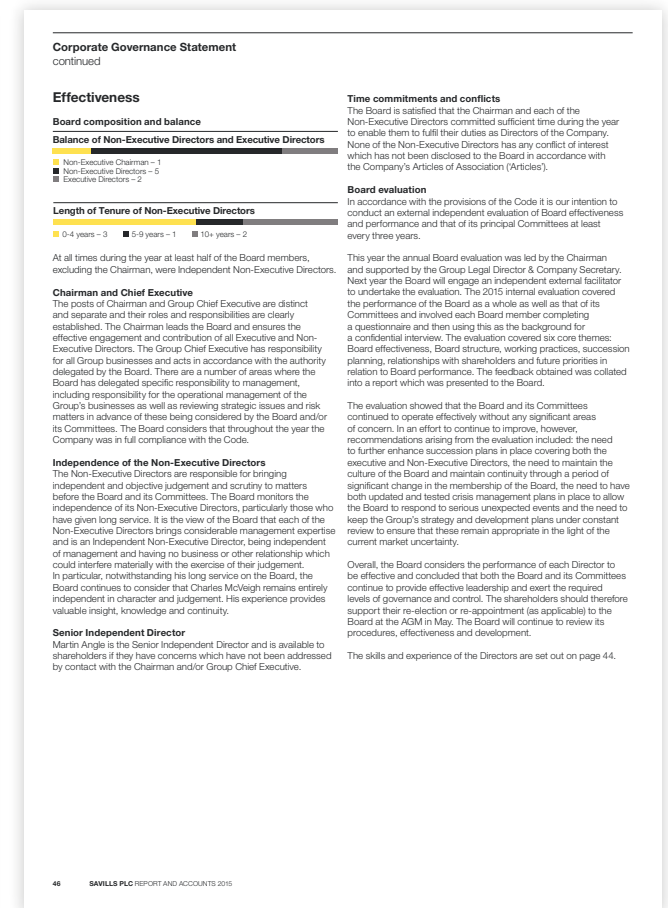 Corporate Governance Statement
continued
Effectiveness
Board composition and balance
Balance of Non-Executive Directors and Executive Directors
Non-Executive Chairman – 1
Non-Executive Directors – 5
Executive Directors – 2
Length of Tenure of Non-Executive Directors
0-4 years – 3 5-9 years – 1 10+ years – 2
At all times during the year at least half of the Board members,
excluding the Chairman, were Independent Non-Executive Directors.
Chairman and Chief Executive
The posts of Chairman and Group Chief Executive are distinct
and separate and their roles and responsibilities are clearly
established. The Chairman leads the Board and ensures the
effective engagement and contribution of all Executive and Non-
Executive Directors. The Group Chief Executive has responsibility
for all Group businesses and acts in accordance with the authority
delegated by the Board. There are a number of areas where the
Board has delegated specific responsibility to management,
including responsibility for the operational management of the
Group's businesses as well as reviewing strategic issues and risk
matters in advance of these being considered by the Board and/or
its Committees. The Board considers that throughout the year the
Company was in full compliance with the Code.
Independence of the Non-Executive Directors
The Non-Executive Directors are responsible for bringing
independent and objective judgement and scrutiny to matters
before the Board and its Committees. The Board monitors the
independence of its Non-Executive Directors, particularly those who
have given long service. It is the view of the Board that each of the
Non-Executive Directors brings considerable management expertise
and is an Independent Non-Executive Director, being independent
of management and having no business or other relationship which
could interfere materially with the exercise of their judgement.
In particular, notwithstanding his long service on the Board, the
Board continues to consider that Charles McVeigh remains entirely
independent in character and judgement. His experience provides
valuable insight, knowledge and continuity.
Senior Independent Director
Martin Angle is the Senior Independent Director and is available to
shareholders if they have concerns which have not been addressed
by contact with the Chairman and/or Group Chief Executive.
Time commitments and conflicts
The Board is satisfied that the Chairman and each of the
Non-Executive Directors committed sufficient time during the year
to enable them to fulfil their duties as Directors of the Company.
None of the Non-Executive Directors has any conflict of interest
which has not been disclosed to the Board in accordance with
the Company's Articles of Association ('Articles').
Board evaluation
In accordance with the provisions of the Code it is our intention to
conduct an external independent evaluation of Board effectiveness
and performance and that of its principal Committees at least
every three years.
This year the annual Board evaluation was led by the Chairman
and supported by the Group Legal Director & Company Secretary.
Next year the Board will engage an independent external facilitator
to undertake the evaluation. The 2015 internal evaluation covered
the performance of the Board as a whole as well as that of its
Committees and involved each Board member completing
a questionnaire and then using this as the background for
a confidential interview. The evaluation covered six core themes:
Board effectiveness, Board structure, working practices, succession
planning, relationships with shareholders and future priorities in
relation to Board performance. The feedback obtained was collated
into a report which was presented to the Board.
The evaluation showed that the Board and its Committees
continued to operate effectively without any significant areas
of concern. In an effort to continue to improve, however,
recommendations arising from the evaluation included: the need
to further enhance succession plans in place covering both the
executive and Non-Executive Directors, the need to maintain the
culture of the Board and maintain continuity through a period of
significant change in the membership of the Board, the need to have
both updated and tested crisis management plans in place to allow
the Board to respond to serious unexpected events and the need to
keep the Group's strategy and development plans under constant
review to ensure that these remain appropriate in the light of the
current market uncertainty.
Overall, the Board considers the performance of each Director to
be effective and concluded that both the Board and its Committees
continue to provide effective leadership and exert the required
levels of governance and control. The shareholders should therefore
support their re-election or re-appointment (as applicable) to the
Board at the AGM in May. The Board will continue to review its
procedures, effectiveness and development.
The skills and experience of the Directors are set out on page 44.
46 SAVILLS PLC REPORT AND ACCOUNTS 2015